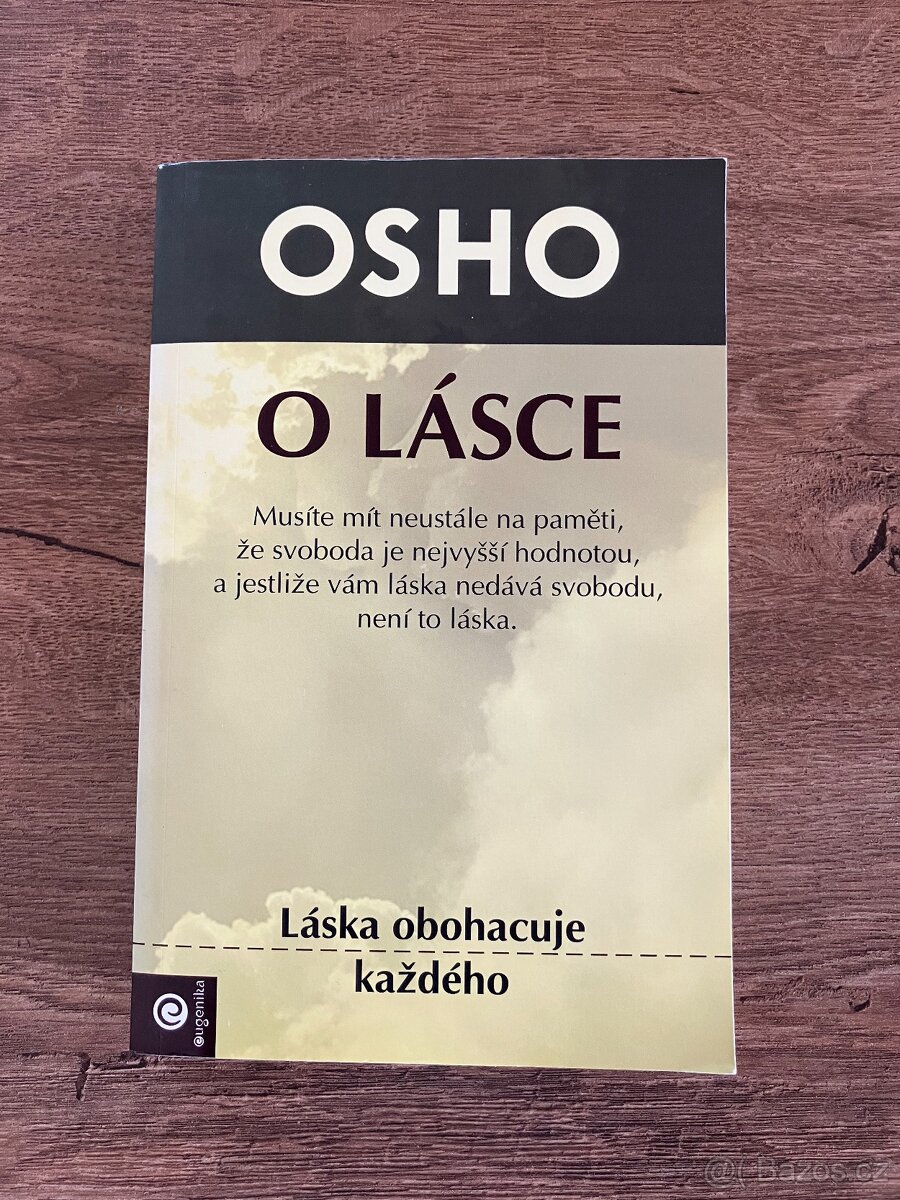 OSHO
O LÁSCE
Musíte mít neustále na paměti,
že svoboda je nejvyšší hodnotou,
a jestliže vám láska nedává svobodu,
není to láska.
Láska obohacuje
každého
eugenika
@( Bazos.cz